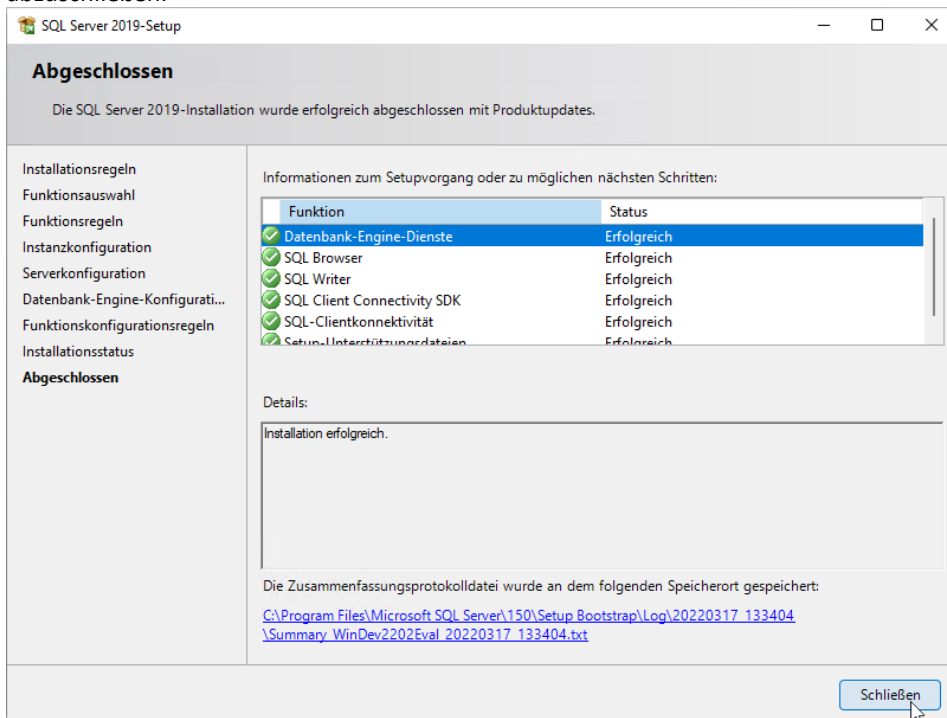 abzuschließen.
SQL Server 2019-Setup
Abgeschlossen
Die SQL Server 2019-Installation wurde erfolgreich abgeschlossen mit Produktupdates.
Installationsregeln
Funktionsauswahl
Funktionsregeln
Instanzkonfiguration
Serverkonfiguration
Datenbank-Engine-Konfigurati...
Funktionskonfigurationsregeln
Installationsstatus
Abgeschlossen
Informationen zum Setupvorgang oder zu möglichen nächsten Schritten:
Funktion Status
Datenbank-Engine-Dienste Erfolgreich
SQL Browser Erfolgreich
SQL Writer Erfolgreich
SQL Client Connectivity SDK Erfolgreich
SQL-Clientkonnektivität Erfolgreich
Setup-Unterstützungsdateien Erfolgreich
Details:
Installation erfolgreich.
Die Zusammenfassungsprotokolldatei wurde an dem folgenden Speicherort gespeichert:
C:\Program Files\Microsoft SQL Server\150\Setup Bootstrap\Log\20220317_133404
\Summary_WinDev2202Eval_20220317_133404.txt
Schließen